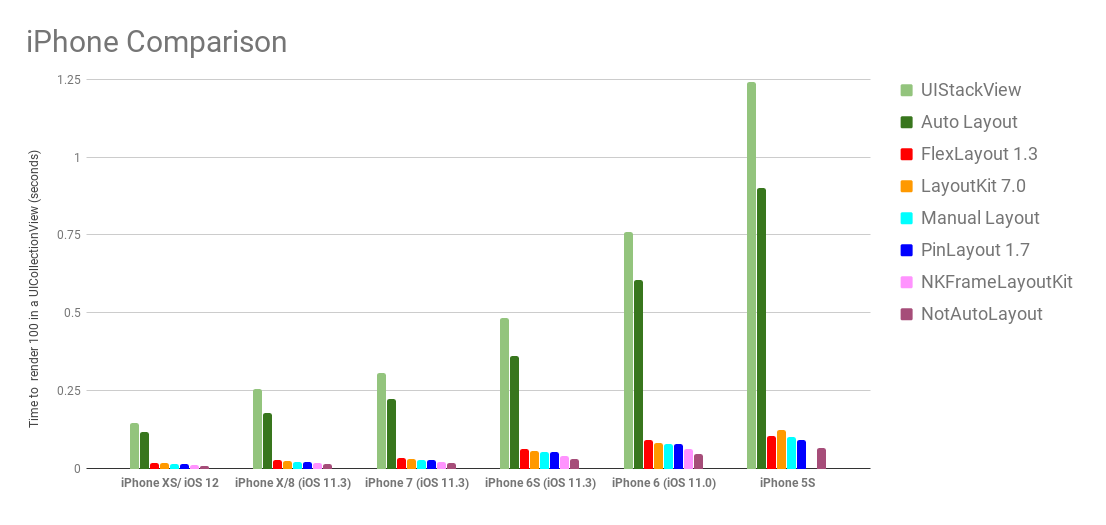 iPhone Comparison
Time to render 100 in a UICollectionView (seconds)
1.25
1
0.75
0.5
0.25
0
iPhone XS/ iOS 12
iPhone X/8 (iOS 11.3)
iPhone 7 (iOS 11.3)
iPhone 6S (iOS 11.3)
iPhone 6 (iOS 11.0)
iPhone 5S
UIStackView
Auto Layout
FlexLayout 1.3
LayoutKit 7.0
Manual Layout
PinLayout 1.7
NKFrameLayoutKit
NotAutoLayout